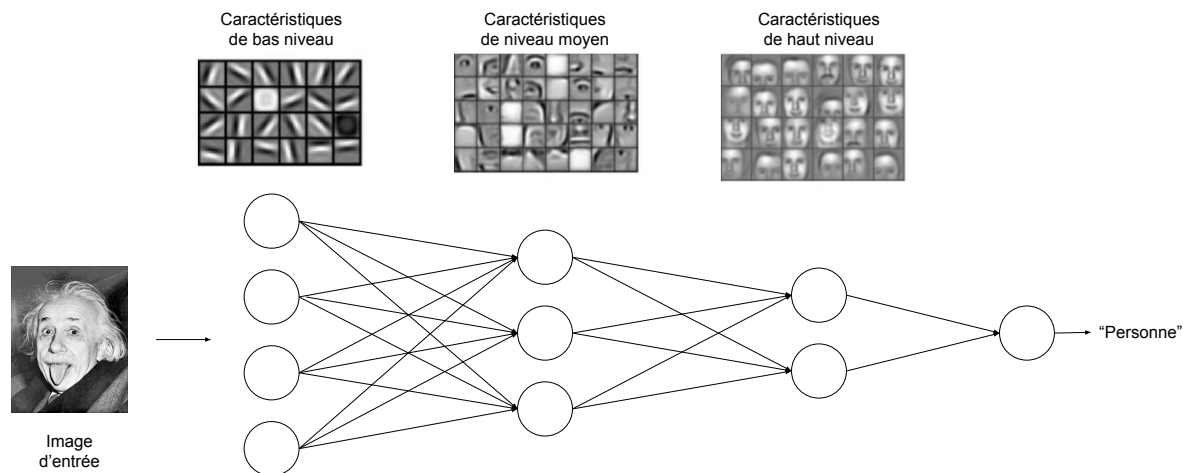 Caractéristiques
de bas niveau
Caractéristiques
de niveau moyen
Caractéristiques
de haut niveau
“Personne”
Image
d’entrée